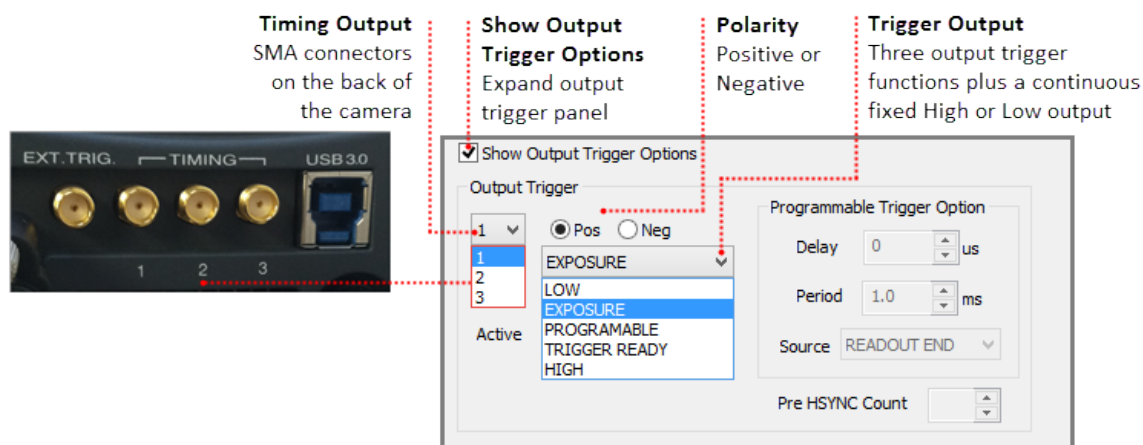 Timing Output
SMA connectors
on the back of
the camera
Show Output
Trigger Options
Expand output
trigger panel
Polarity
Positive or
Negative
Trigger Output
Three output trigger
functions plus a continuous
fixed High or Low output
EXT.TRIG. TIMING USB3.0
1 2 3
Show Output Trigger Options
Output Trigger
1 Pos Neg
1
2
3
Active
EXPOSURE
LOW
EXPOSURE
PROGRAMABLE
TRIGGER READY
HIGH
Programmable Trigger Option
Delay 0 us
Period 1.0 ms
Source READOUT END
Pre HSYNC Count